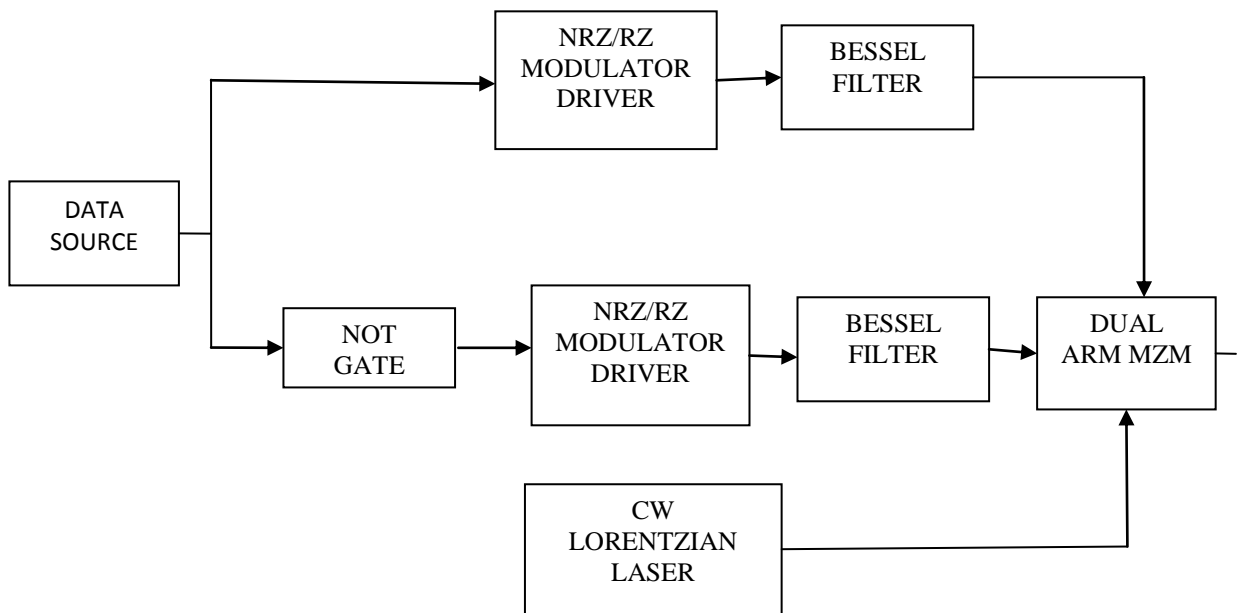 NRZ/RZ
MODULATOR
DRIVER
BESSEL
FILTER
DATA
SOURCE
NOT
GATE
NRZ/RZ
MODULATOR
DRIVER
BESSEL
FILTER
DUAL
ARM MZM
CW
LORENTZIAN
LASER